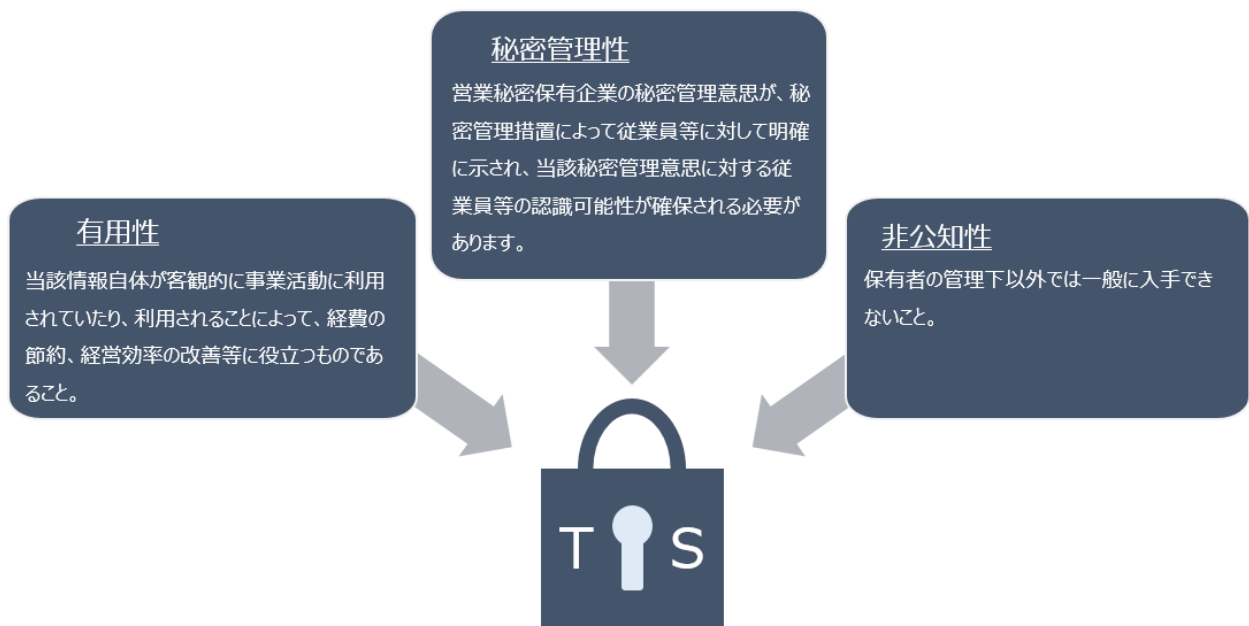 秘密管理性
営業秘密保有企業の秘密管理意思が、秘
密管理措置によって従業員等に対して明確
に示され、当該秘密管理意思に対する従
業員等の認識可能性が確保される必要が
あります。
有用性
当該情報自体が客観的に事業活動に利用
されていたり、利用されることによって、経費の
節約、経営効率の改善等に役立つものであ
ること。
非公知性
保有者の管理下以外では一般に入手でき
ないこと。
T S